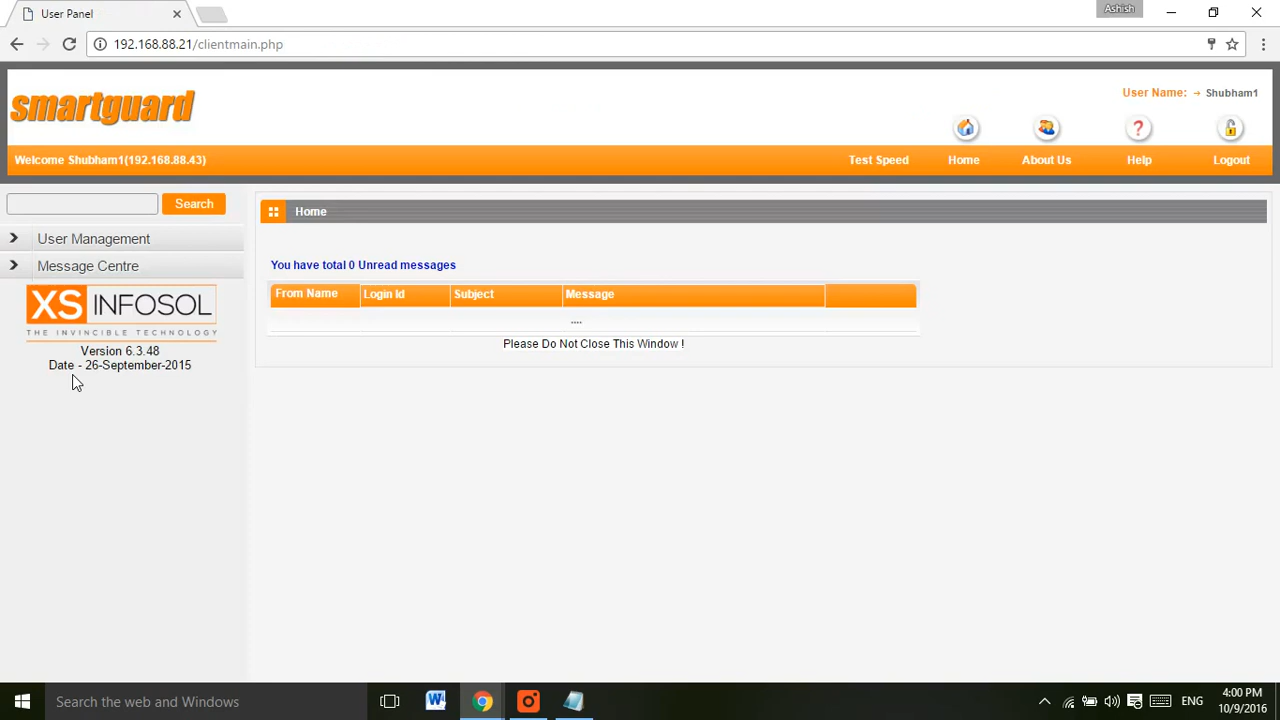 User Panel
Ashish
192.168.88.21/clientmain.php
smartguard
User Name: Shubham1
Welcome Shubham1(192.168.88.43)
Test Speed
Home
About Us
Help
Logout
Search
User Management
Message Centre
XS INFOSOL
THE INVINCIBLE TECHNOLOGY
Version 6.3.48
Date - 26-September-2015
Home
You have total 0 Unread messages
From Name Login Id Subject Message
....
Please Do Not Close This Window !
Search the web and Windows
ENG
4:00 PM
10/9/2016